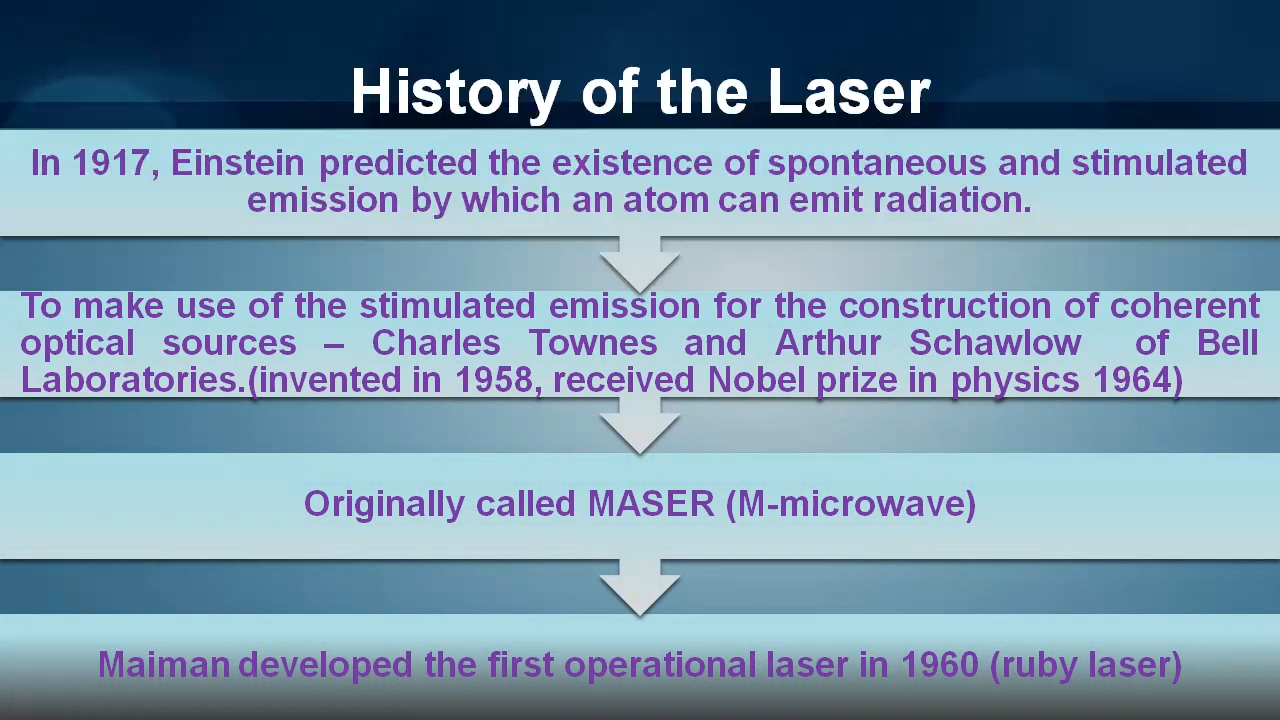 History of the Laser
In 1917, Einstein predicted the existence of spontaneous and stimulated
emission by which an atom can emit radiation.
To make use of the stimulated emission for the construction of coherent
optical sources – Charles Townes and Arthur Schawlow of Bell
Laboratories.(invented in 1958, received Nobel prize in physics 1964)
Originally called MASER (M-microwave)
Maiman developed the first operational laser in 1960 (ruby laser)